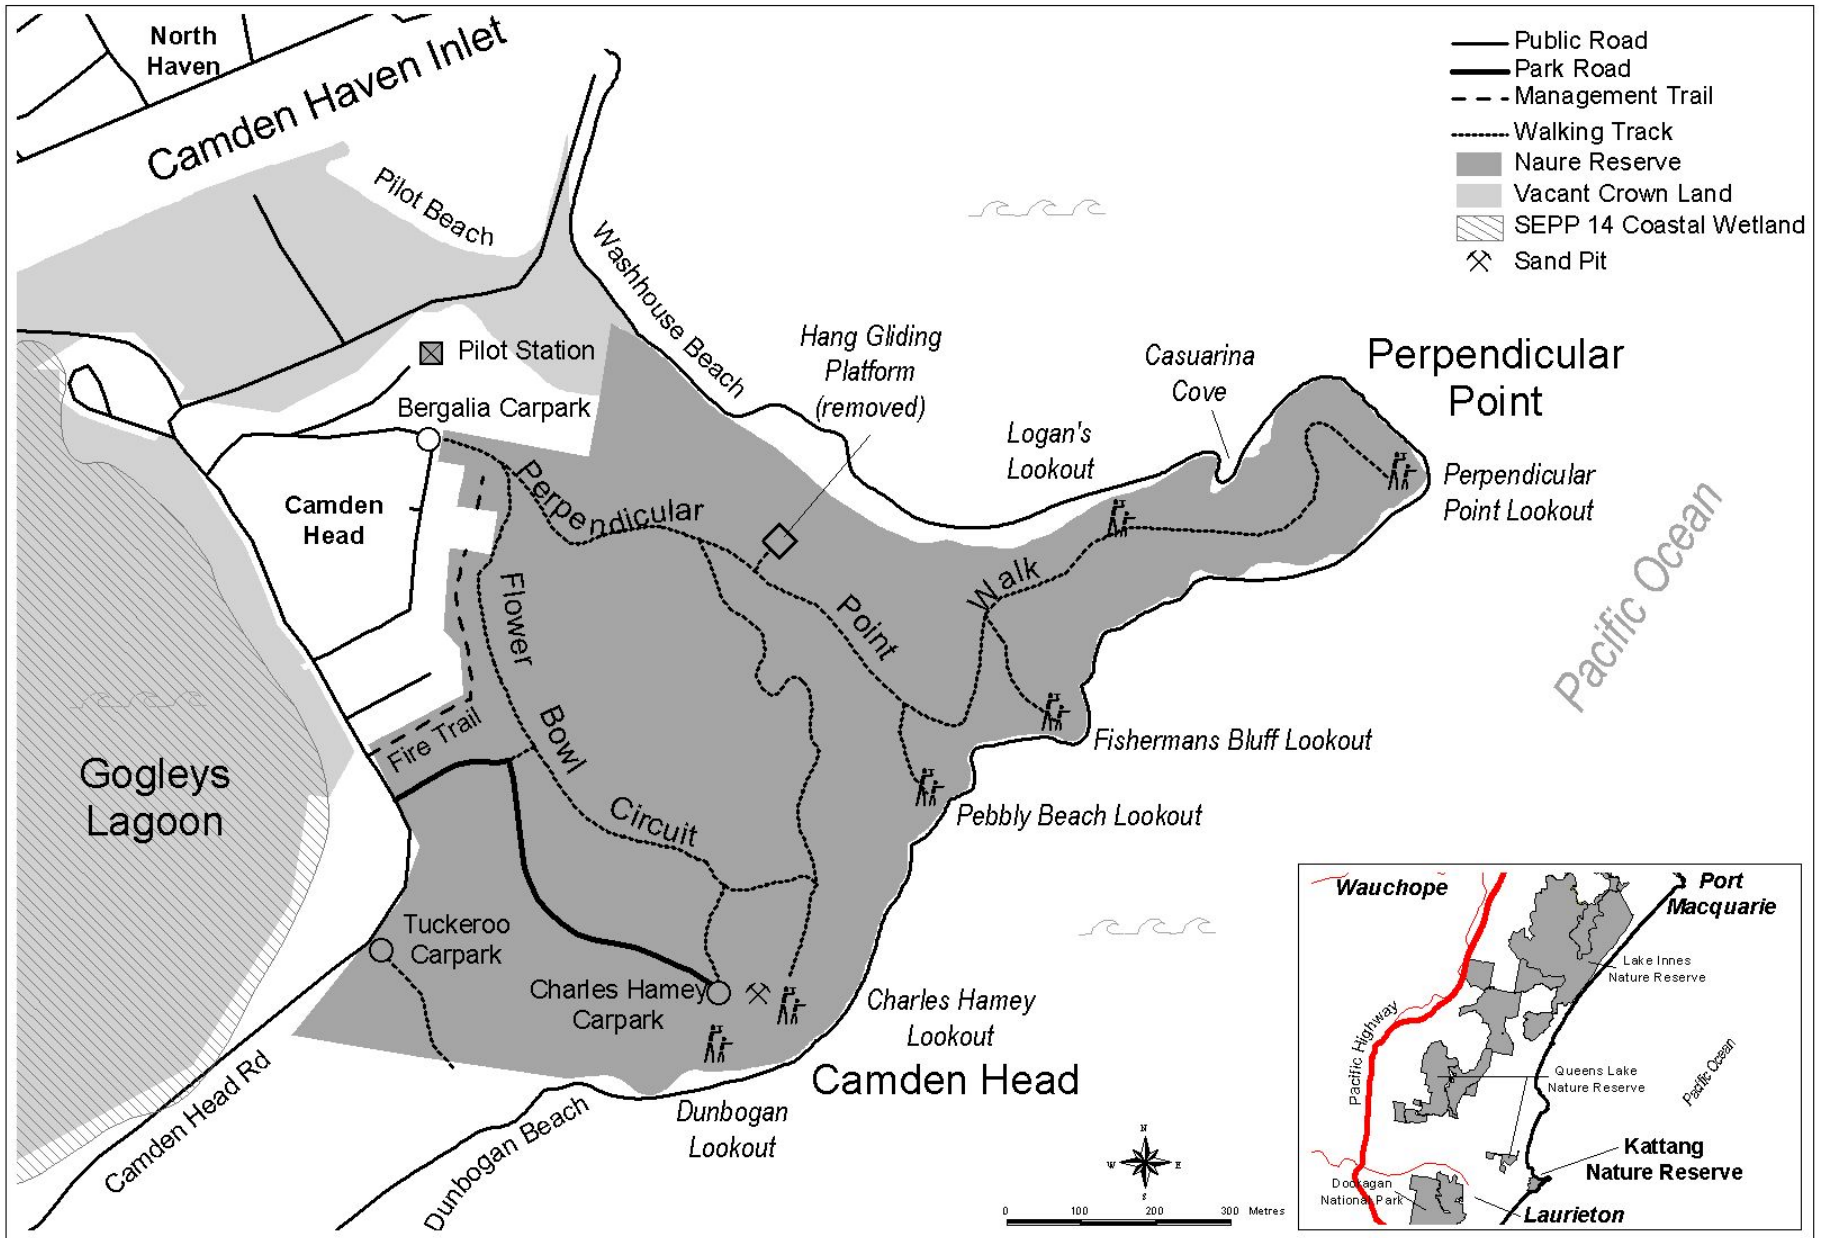 North
Haven
Camden Haven Inlet
Public Road
Park Road
Management Trail
Walking Track
Naure Reserve
Vacant Crown Land
SEPP 14 Coastal Wetland
Sand Pit
Pilot Beach
Washhouse Beach
Pilot Station
Bergalia Carpark
Hang Gliding
Platform
(removed)
Casuarina
Cove
Perpendicular
Point
Logan's
Lookout
Perpendicular
Point Lookout
Camden
Head
Perpendicular
Point
Walk
Pacific Ocean
Flower
Bowl
Circuit
Fire Trail
Fishermans Bluff Lookout
Pebbly Beach Lookout
Gogleys
Lagoon
Tuckeroo
Carpark
Charles Hamey
Carpark
Charles Hamey
Lookout
Camden Head
Dunbogan
Lookout
Camden Head Rd
Dunbogan Beach
N
W
E
S
0 100 200 300 Metres
Wauchope
Port
Macquarie
Lake Innes
Nature Reserve
Pacific Highway
Queens Lake
Nature Reserve
Pacific Ocean
Kattang
Nature Reserve
Dooragan
National Park
Laurieton